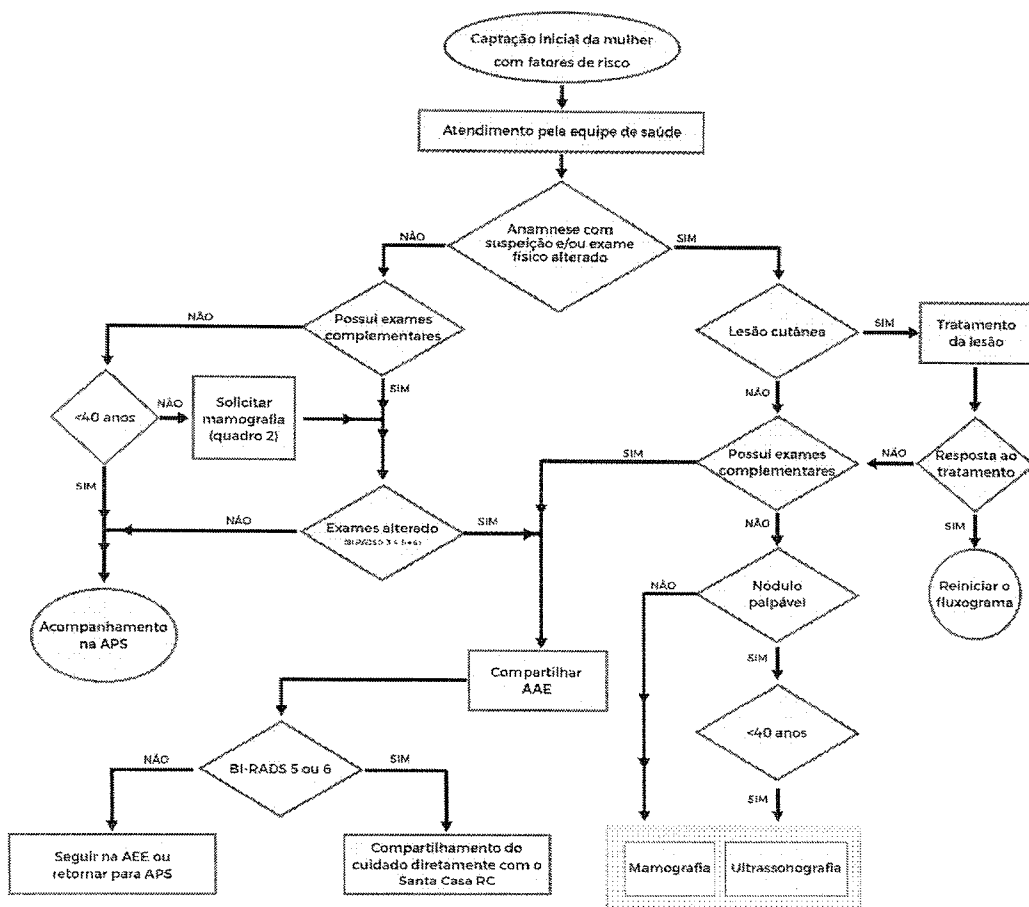 Captação inicial da mulher
com fatores de risco
Atendimento pela equipe de saúde
Anamnese com
suspeição e/ou exame
físico alterado
NÃO
SIM
Possui exames
complementares
NÃO
SIM
Lesão cutânea
SIM
NÃO
Tratamento
da lesão
<40 anos
NÃO
SIM
Solicitar
mamografia
(quadro 2)
Possui exames
complementares
SIM
NÃO
Resposta ao
tratamento
NÃO
SIM
Exames alterado
NÃO
SIM
Nódulo
palpável
NÃO
SIM
Reiniciar o
fluxograma
Acompanhamento
na APS
Compartilhar
AAE
<40 anos
SIM
BI-RADS 5 ou 6
NÃO
SIM
Seguir na AEE ou
retornar para APS
Compartilhamento do
cuidado diretamente com o
Santa Casa RC
Mamografia
Ultrassonografia